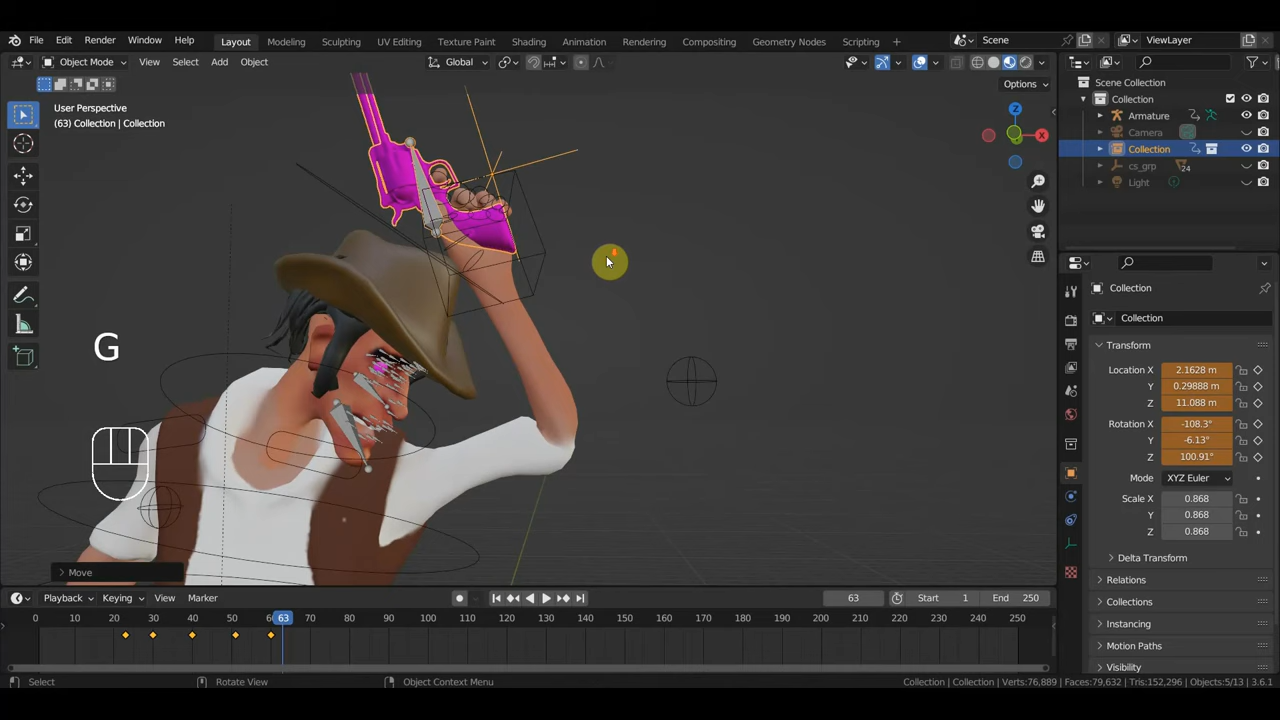 File Edit Render Window Help Layout Modeling Sculpting UV Editing Texture Paint Shading Animation Rendering Compositing Geometry Nodes Scripting + Scene ViewLayer
Object Mode View Select Add Object Global
Options
User Perspective
(63) Collection | Collection
Z
X
G
Move
Scene Collection
Collection
Armature
Camera
Collection
cs_grp 24
Light
Collection
Collection
Transform
Location X 2.1628 m
Y 0.29888 m
Z 11.088 m
Rotation X -108.3°
Y -6.13°
Z 100.91°
Mode XYZ Euler
Scale X 0.868
Y 0.868
Z 0.868
Delta Transform
Relations
Collections
Instancing
Motion Paths
Visibility
Playback Keying View Marker 63 Start 1 End 250
0 10 20 30 40 50 63 70 80 90 100 110 120 130 140 150 160 170 180 190 200 210 220 230 240 250
Select Rotate View Object Context Menu Collection | Collection | Verts:76,889 | Faces:79,632 | Tris:152,296 | Objects:5/13 | 3.6.1